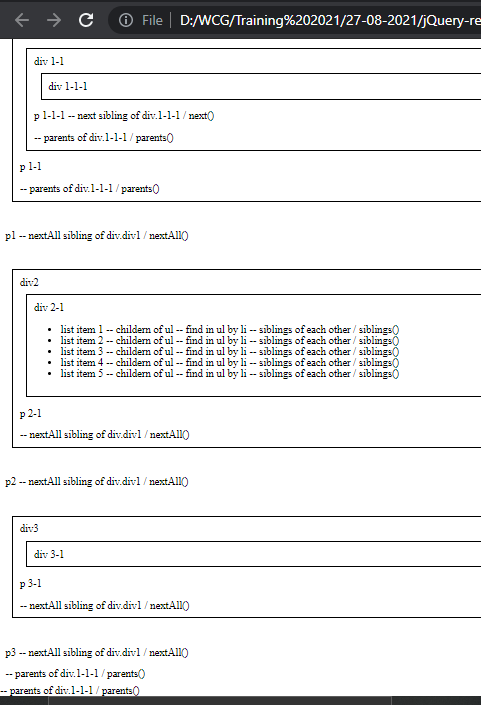 File | D:/WCG/Training%202021/27-08-2021/jQuery-re
div 1-1
div 1-1-1
p 1-1-1 -- next sibling of div.1-1-1 / next()
-- parents of div.1-1-1 / parents()
p 1-1
-- parents of div.1-1-1 / parents()
p1 -- nextAll sibling of div.div1 / nextAll()
div2
div 2-1
• list item 1 -- childern of ul -- find in ul by li -- siblings of each other / siblings()
• list item 2 -- childern of ul -- find in ul by li -- siblings of each other / siblings()
• list item 3 -- childern of ul -- find in ul by li -- siblings of each other / siblings()
• list item 4 -- childern of ul -- find in ul by li -- siblings of each other / siblings()
• list item 5 -- childern of ul -- find in ul by li -- siblings of each other / siblings()
p 2-1
-- nextAll sibling of div.div1 / nextAll()
p2 -- nextAll sibling of div.div1 / nextAll()
div3
div 3-1
p 3-1
-- nextAll sibling of div.div1 / nextAll()
p3 -- nextAll sibling of div.div1 / nextAll()
-- parents of div.1-1-1 / parents()
-- parents of div.1-1-1 / parents()